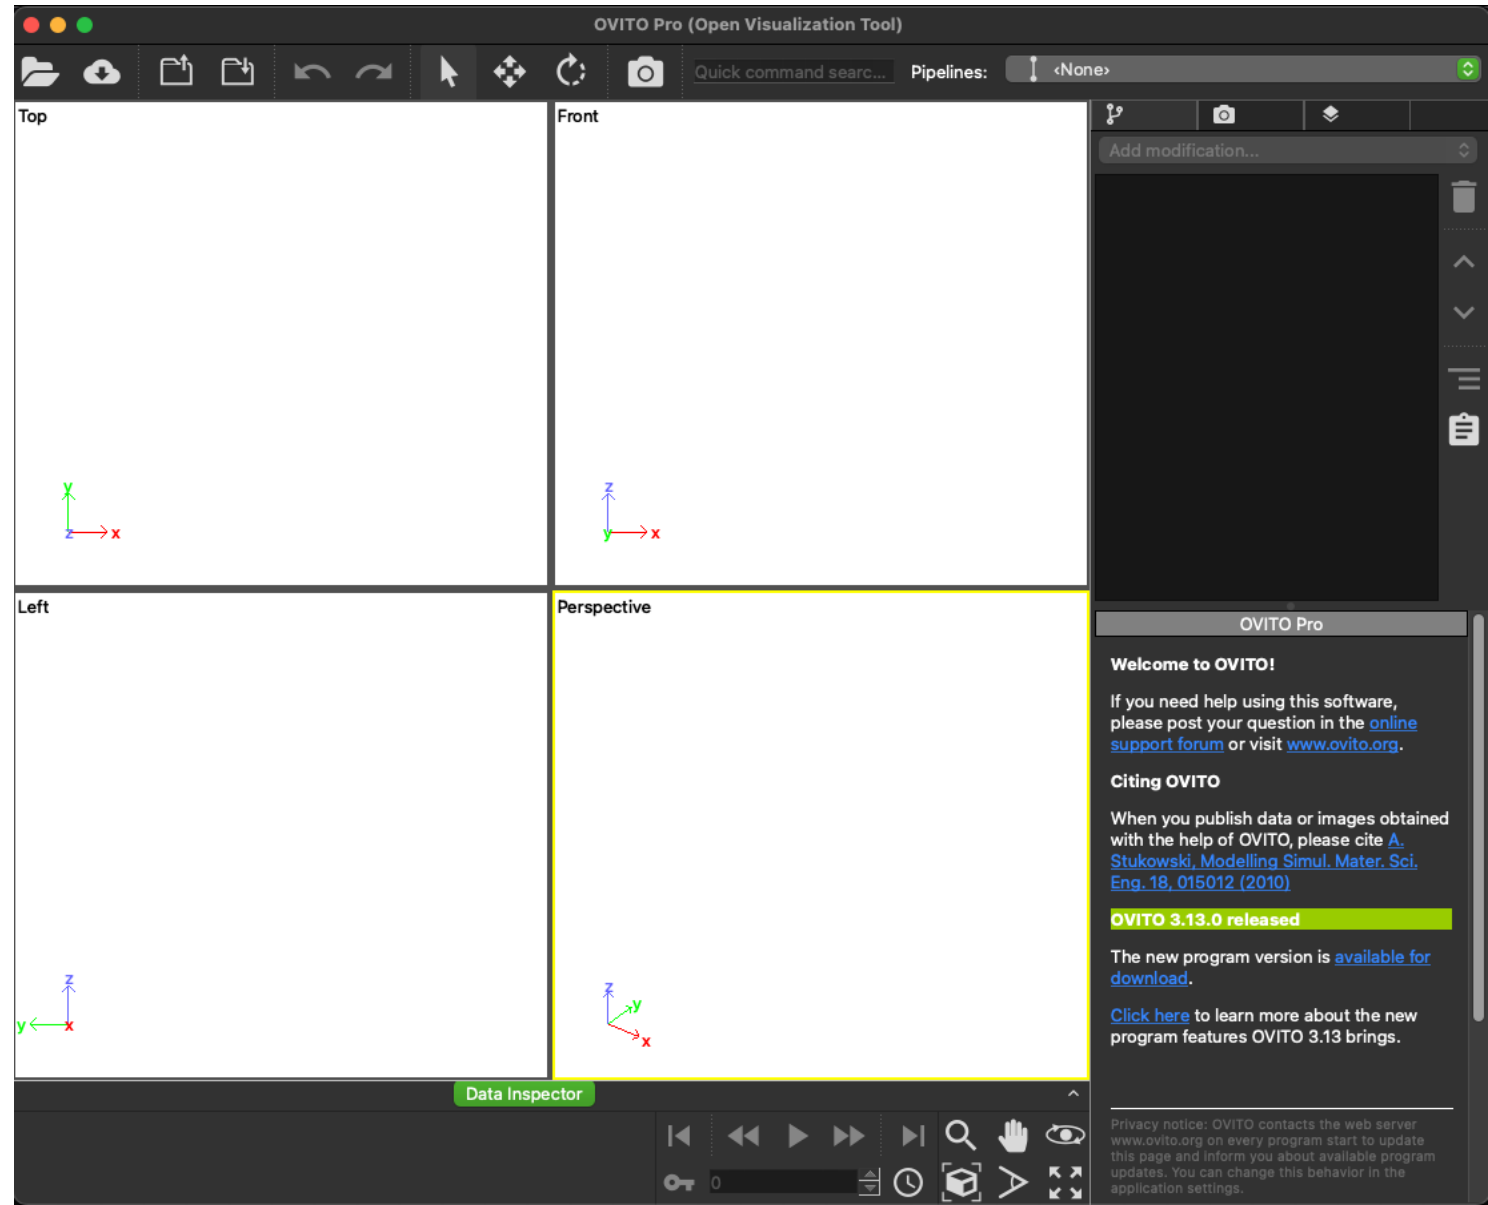 OVITO Pro (Open Visualization Tool)
Quick command searc...
Pipelines:
<None>
Top
Front
Add modification...
y
z
x
z
y
x
Left
Perspective
OVITO Pro
Welcome to OVITO!
If you need help using this software,
please post your question in the online
support forum or visit www.ovito.org.
Citing OVITO
When you publish data or images obtained
with the help of OVITO, please cite A.
Stukowski, Modelling Simul. Mater. Sci.
Eng. 18, 015012 (2010)
OVITO 3.13.0 released
The new program version is available for
download.
Click here to learn more about the new
program features OVITO 3.13 brings.
z
y
x
z
y
x
Data Inspector
0
Privacy notice: OVITO contacts the web server
www.ovito.org on every program start to update
this page and inform you about available program
updates. You can change this behavior in the
application settings.